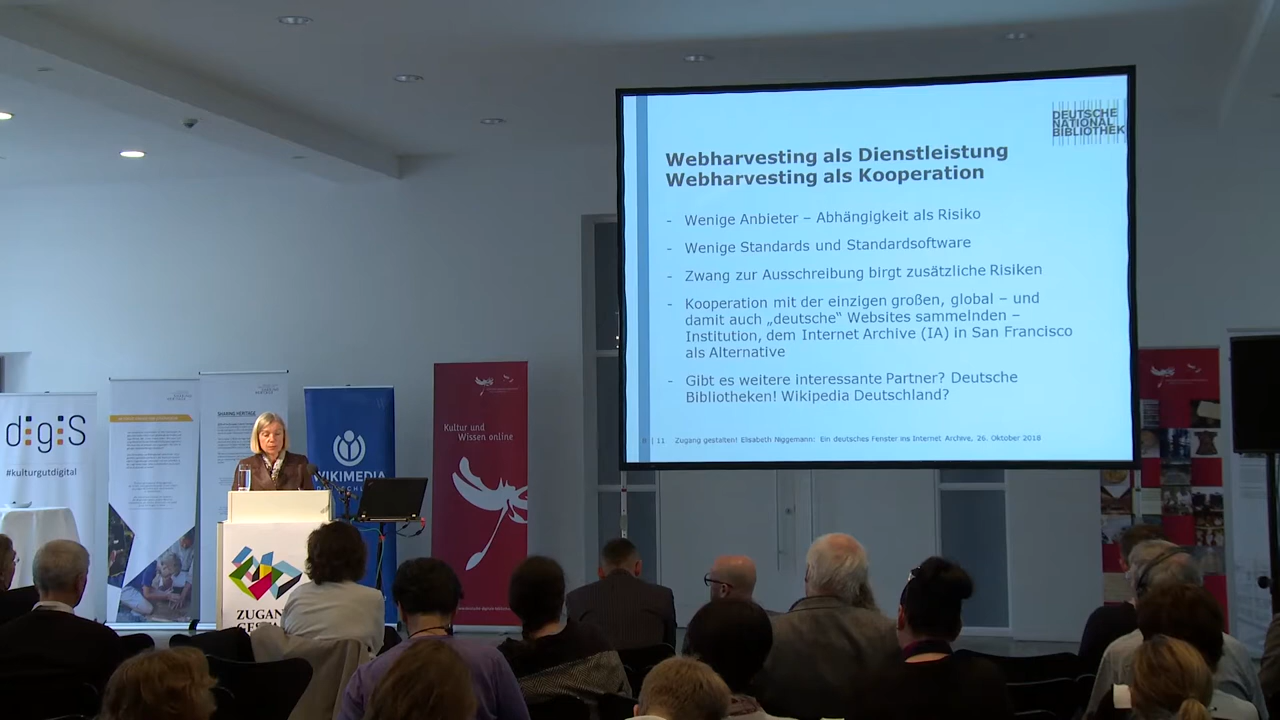 DEUTSCHE
NATIONAL
BIBLIOTHEK
Webharvesting als Dienstleistung
Webharvesting als Kooperation
- Wenige Anbieter – Abhängigkeit als Risiko
- Wenige Standards und Standardsoftware
- Zwang zur Ausschreibung birgt zusätzliche Risiken
- Kooperation mit der einzigen großen, global – und
damit auch „deutsche“ Websites sammelnden –
Institution, dem Internet Archive (IA) in San Francisco
als Alternative
- Gibt es weitere interessante Partner? Deutsche
Bibliotheken! Wikipedia Deutschland?
| 11 Zugang gestalten! Elisabeth Niggemann: Ein deutsches Fenster ins Internet Archive, 26. Oktober 2018
digiS
#kulturgutdigital
SHARING HERITAGE
WIKIMEDIA
Kultur und
Wissen online
ZUGAN
GES